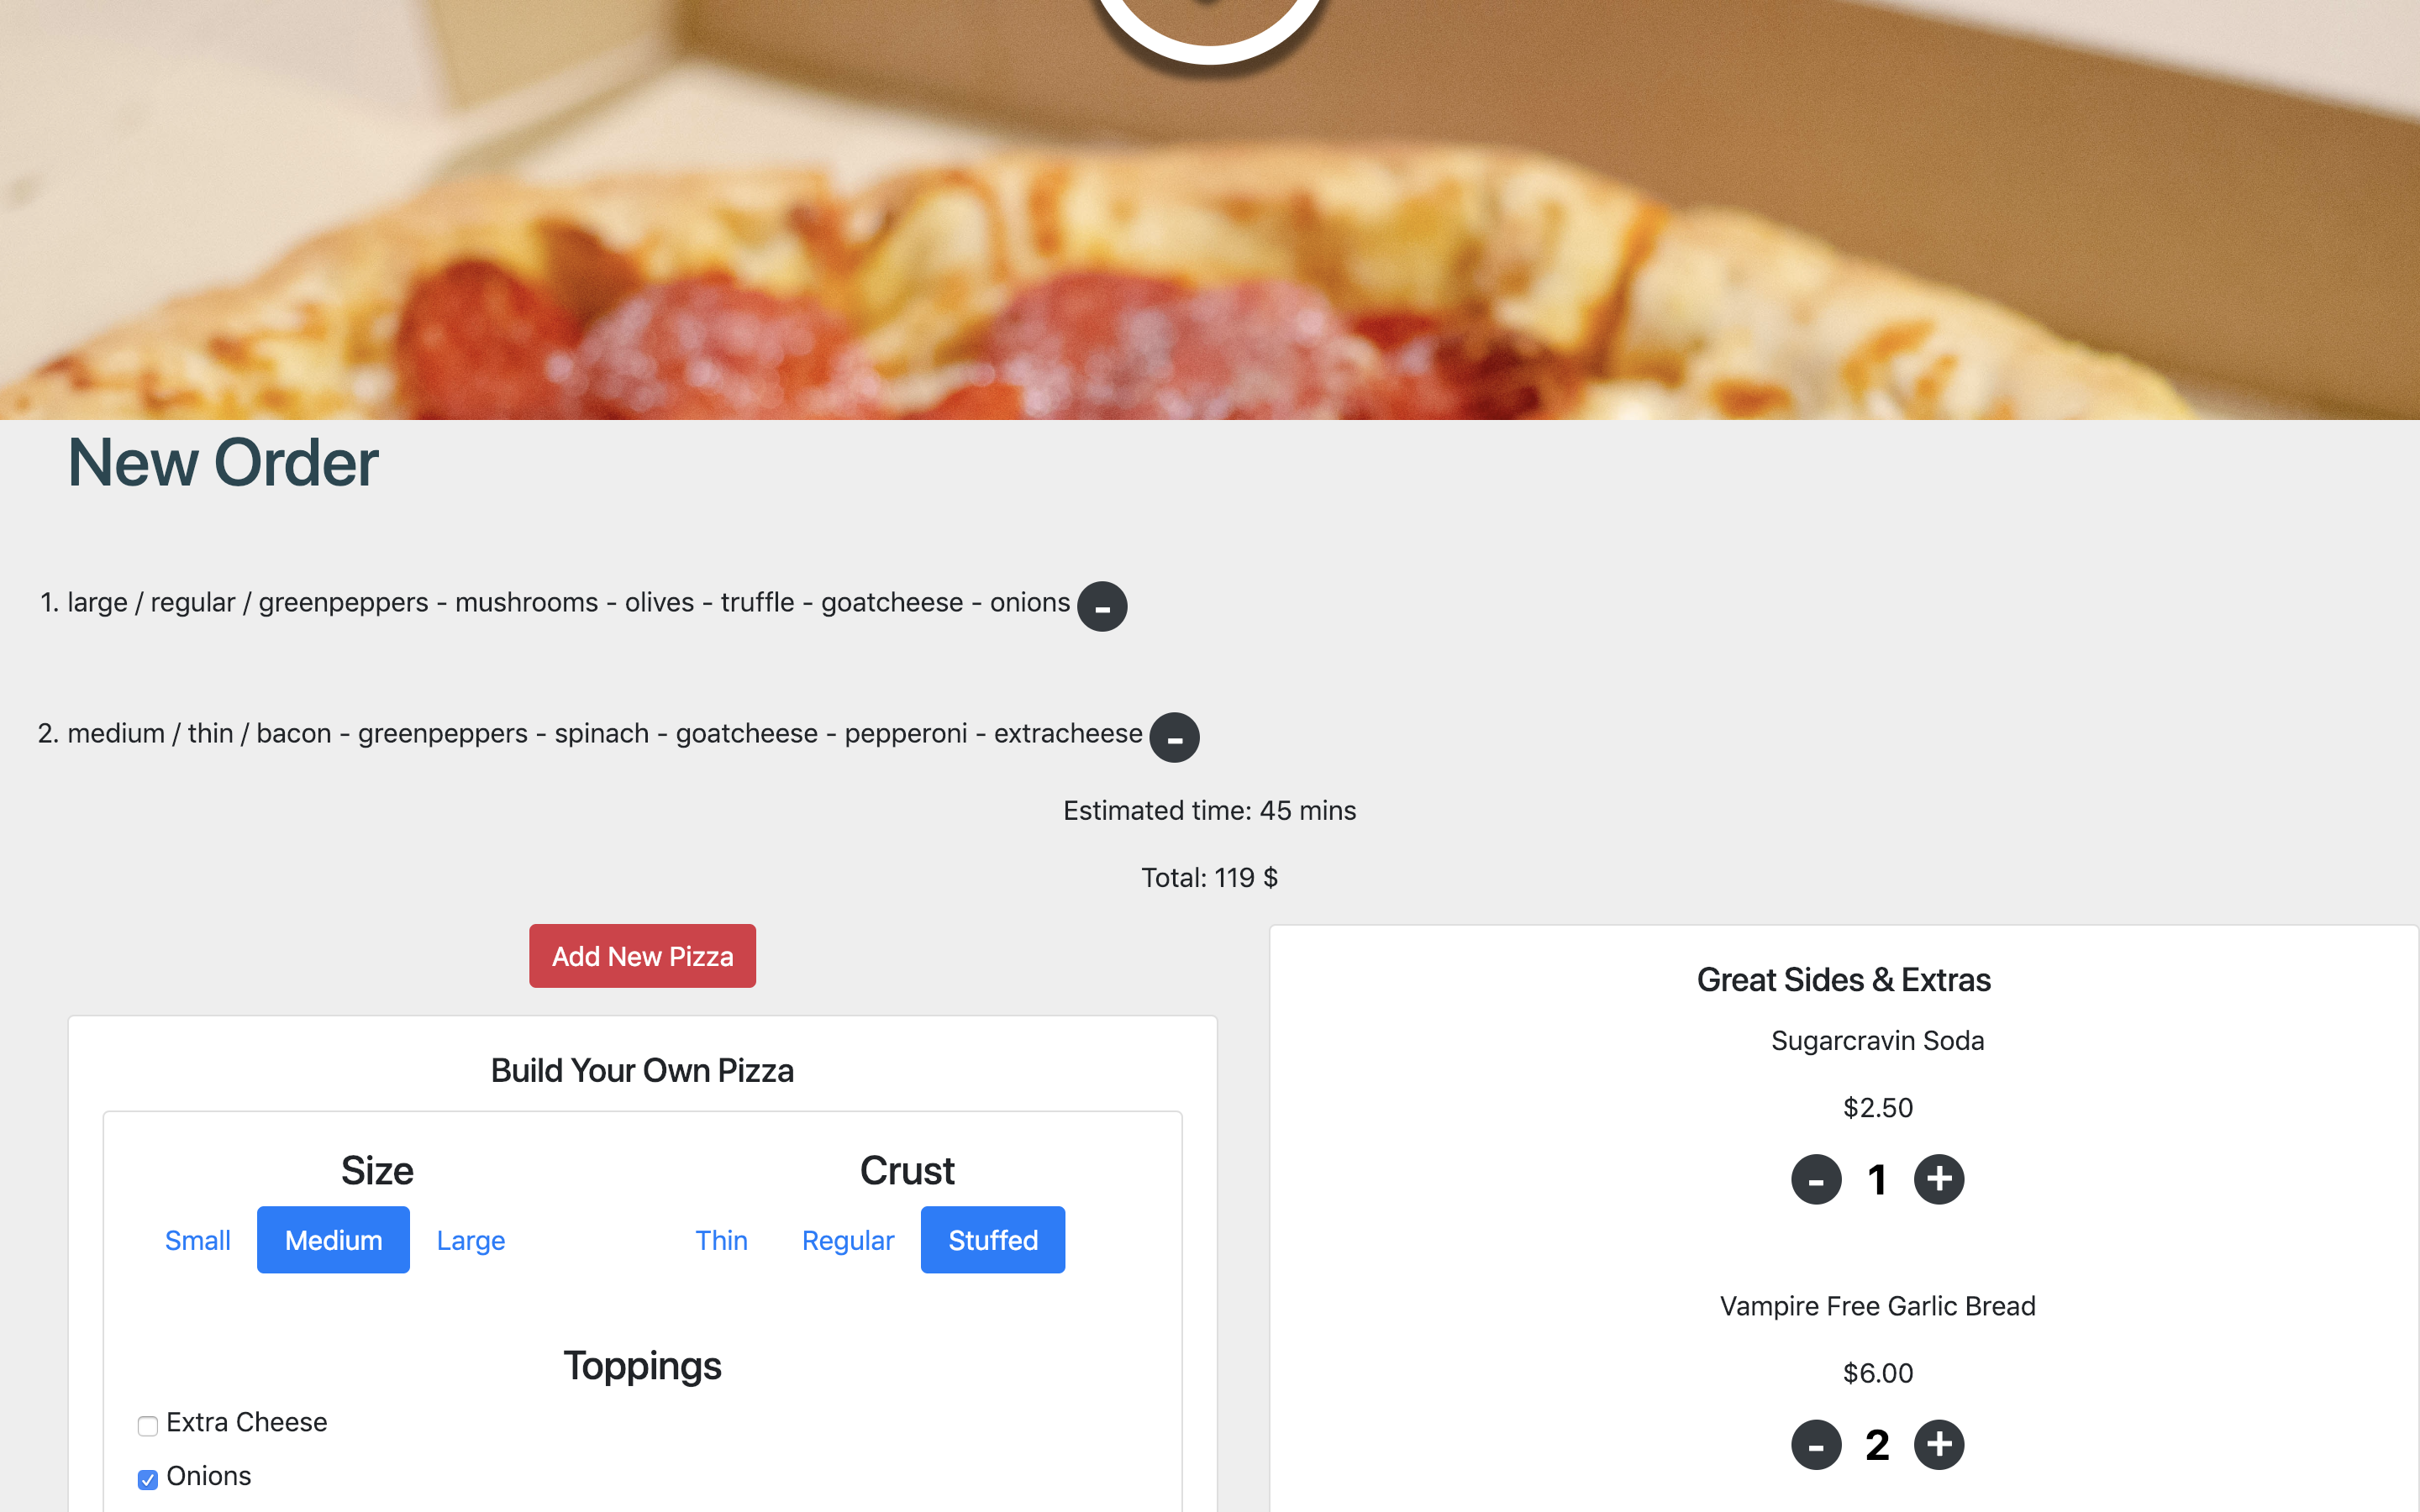 New Order
1. large / regular / greenpeppers - mushrooms - olives - truffle - goatcheese - onions -
2. medium / thin / bacon - greenpeppers - spinach - goatcheese - pepperoni - extracheese -
Estimated time: 45 mins
Total: 119 $
Add New Pizza
Build Your Own Pizza
Size
Small Medium Large
Crust
Thin Regular Stuffed
Toppings
Extra Cheese
Onions
Great Sides & Extras
Sugarcravin Soda
$2.50
- 1 +
Vampire Free Garlic Bread
$6.00
- 2 +